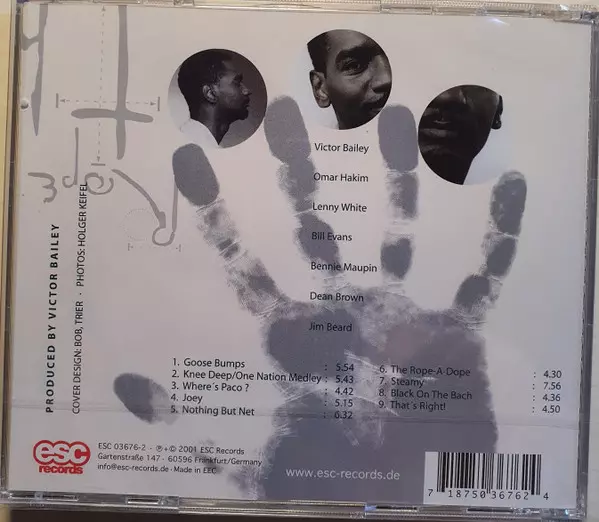 Victor Bailey
Omar Hakim
Lenny White
Bill Evans
Bennie Maupin
Dean Brown
Jim Beard
PRODUCED BY VICTOR BAILEY
COVER DESIGN: BOB, TRIER · PHOTOS: HOLGER KEIFEL
1. Goose Bumps : 5.54
2. Knee Deep/One Nation Medley : 5.43
3. Where´s Paco ? : 4.42
4. Joey : 5.15
5. Nothing But Net : 6.32
6. The Rope-A-Dope : 4.30
7. Steamy : 7.56
8. Black On The Bach : 4.36
9. That´s Right! : 4.50
esc
records
ESC 03676-2 · ℗+© 2001 ESC Records
Gartenstraße 147 · 60596 Frankfurt/Germany
info@esc-records.de · Made in EEC
www.esc-records.de
7 18750 36762 4